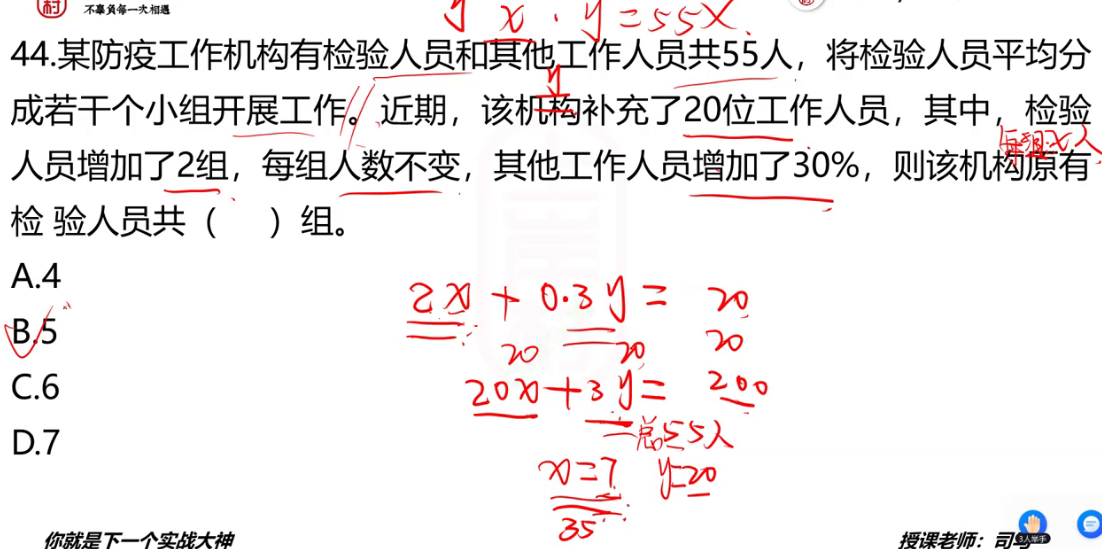 不辜负每一次相遇
x · y = 55人
44.某防疫工作机构有检验人员和其他工作人员共55人，将检验人员平均分
y
成若干个小组开展工作。近期，该机构补充了20位工作人员，其中，检验
每组x人
人员增加了2组，每组人数不变，其他工作人员增加了30%，则该机构原有
检 验人员共（ ）组。
A.4
B.5
C.6
D.7
2x + 0.3y = 20
20 20 20
20x + 3y = 200
总55人
x=7 y=20
35
你就是下一个实战大神
授课老师：司马
3人举手